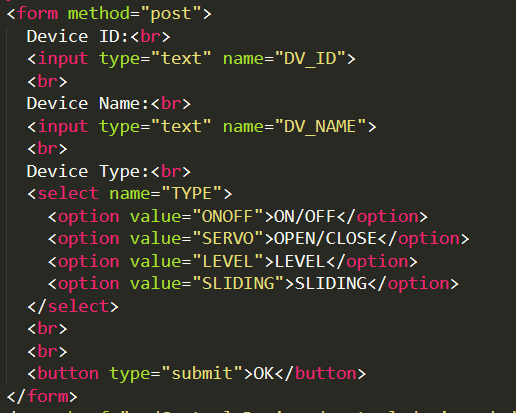 <form method="post">
Device ID:<br>
<input type="text" name="DV_ID">
<br>
Device Name:<br>
<input type="text" name="DV_NAME">
<br>
Device Type:<br>
<select name="TYPE">
<option value="ONOFF">ON/OFF</option>
<option value="SERVO">OPEN/CLOSE</option>
<option value="LEVEL">LEVEL</option>
<option value="SLIDING">SLIDING</option>
</select>
<br>
<br>
<button type="submit">OK</button>
</form>